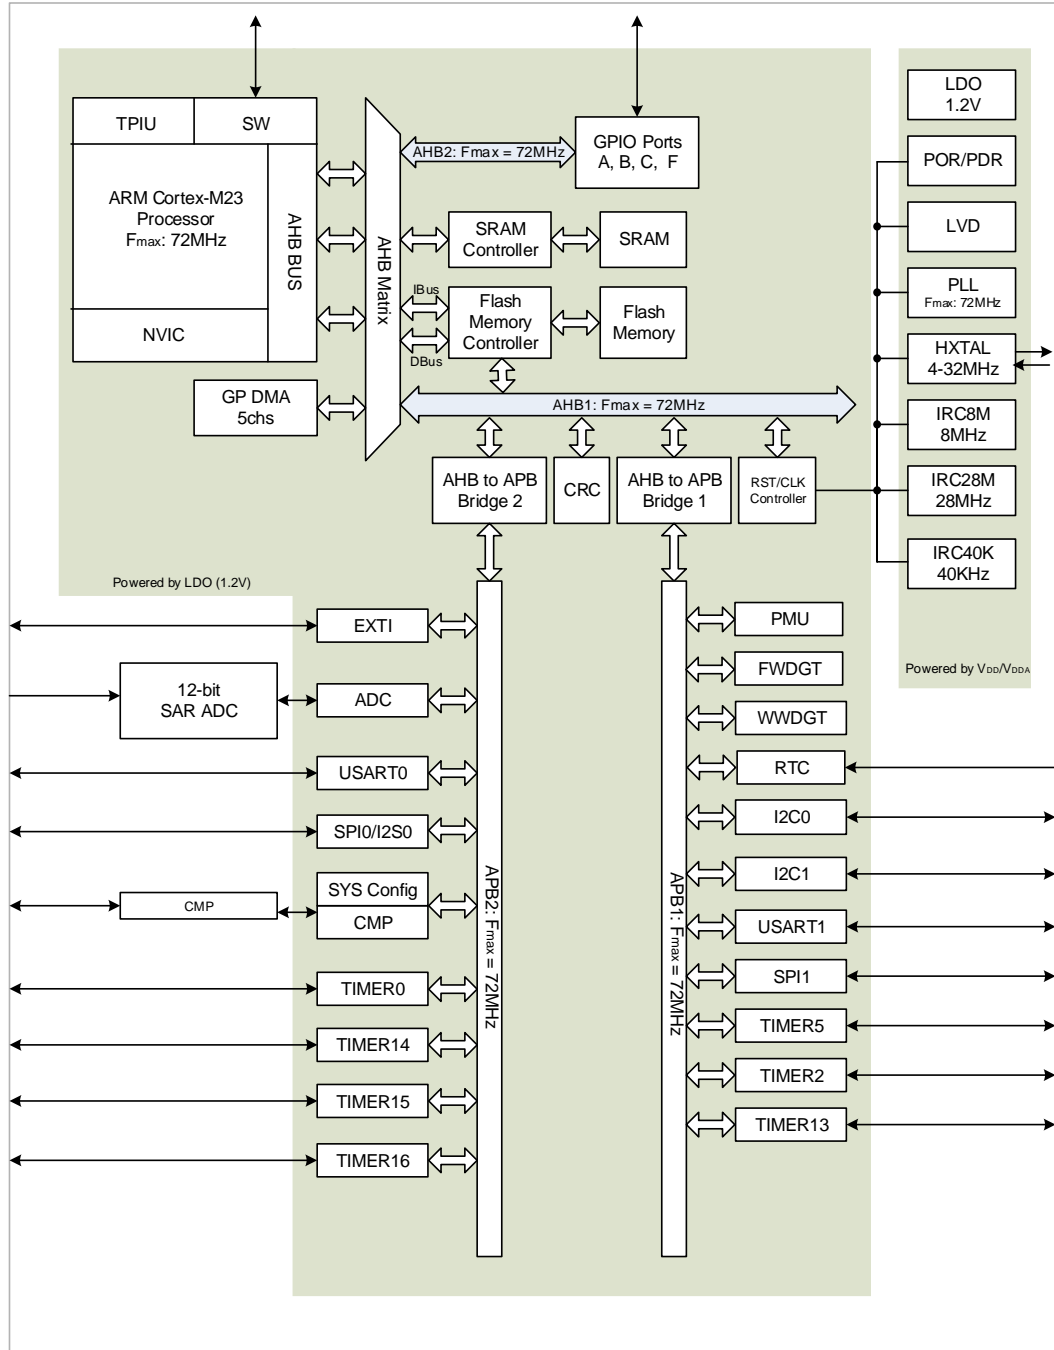 TPIU
SW
ARM Cortex-M23
Processor
Fmax: 72MHz
NVIC
AHB BUS
GP DMA
5chs
AHB Matrix
AHB2: Fmax = 72MHz
GPIO Ports
A, B, C, F
SRAM
Controller
SRAM
IBus
DBus
Flash
Memory
Controller
Flash
Memory
AHB1: Fmax = 72MHz
AHB to APB
Bridge 2
CRC
AHB to APB
Bridge 1
RST/CLK
Controller
Powered by LDO (1.2V)
LDO
1.2V
POR/PDR
LVD
PLL
Fmax: 72MHz
HXTAL
4-32MHz
IRC8M
8MHz
IRC28M
28MHz
IRC40K
40KHz
Powered by VDD/VDDA
EXTI
12-bit
SAR ADC
ADC
USART0
SPI0/I2S0
CMP
SYS Config
CMP
TIMER0
TIMER14
TIMER15
TIMER16
APB2: Fmax = 72MHz
APB1: Fmax = 72MHz
PMU
FWDGT
WWDGT
RTC
I2C0
I2C1
USART1
SPI1
TIMER5
TIMER2
TIMER13